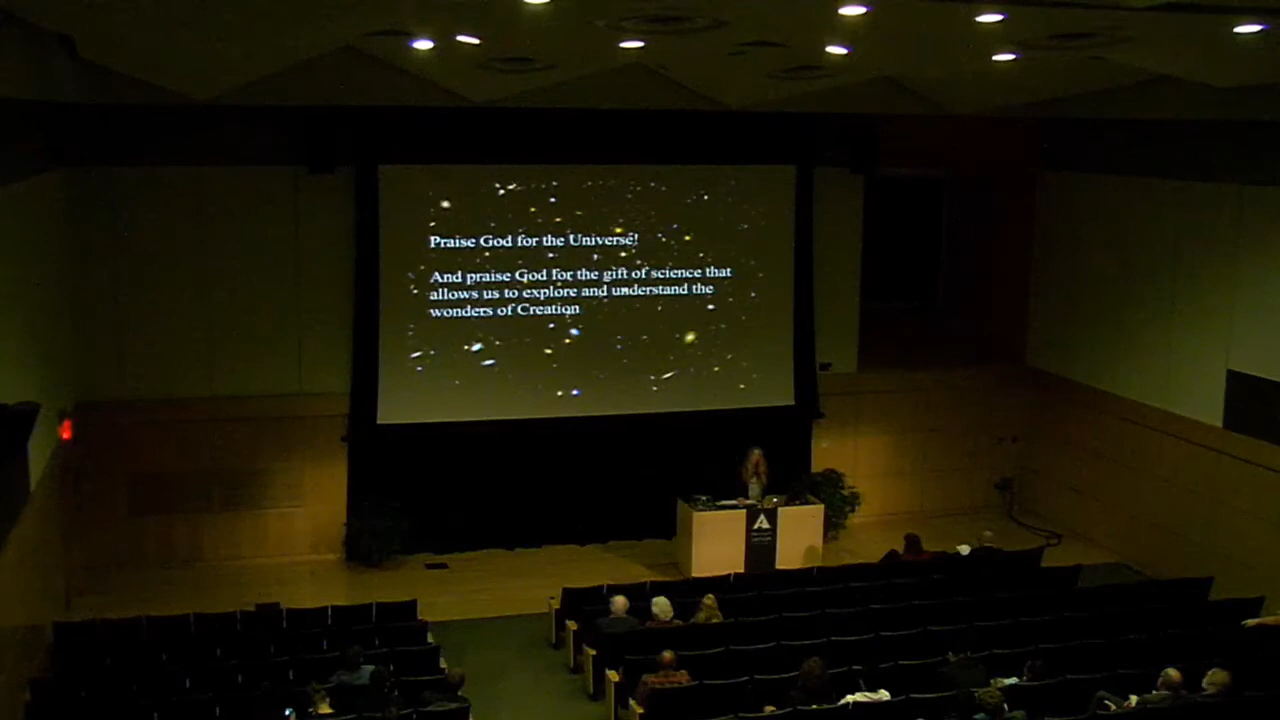 Praise God for the Universe!
And praise God for the gift of science that
allows us to explore and understand the
wonders of Creation